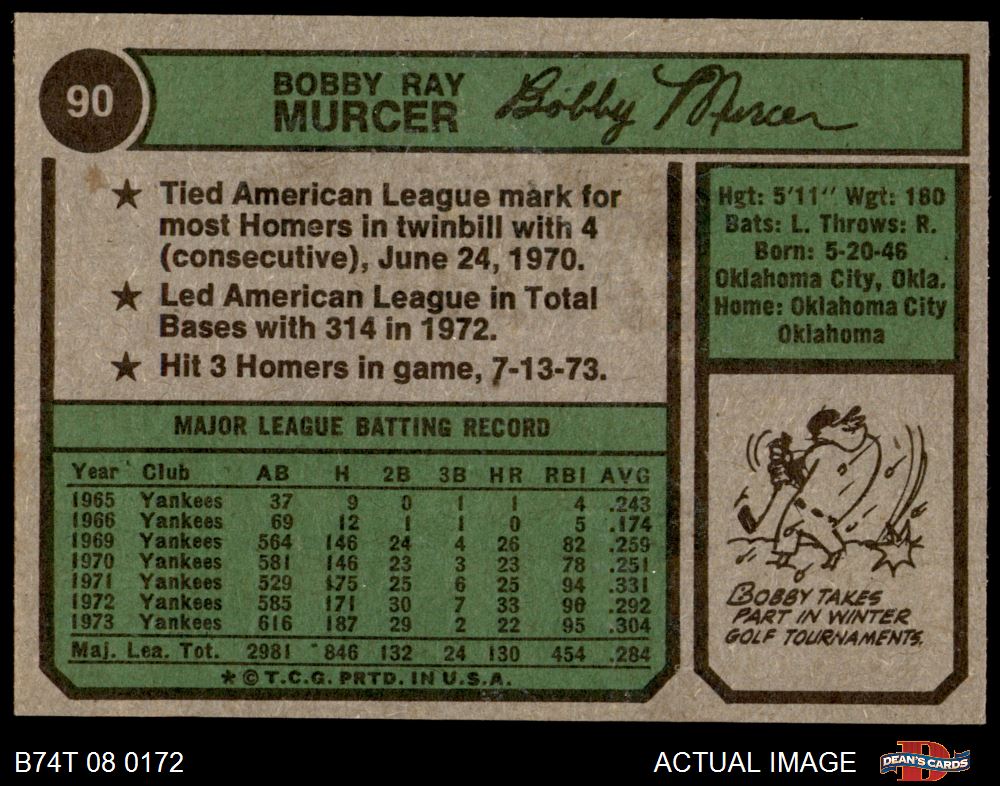 90
BOBBY RAY
MURCER
Bobby Murcer
★ Tied American League mark for
most Homers in twinbill with 4
(consecutive), June 24, 1970.
★ Led American League in Total
Bases with 314 in 1972.
★ Hit 3 Homers in game, 7-13-73.
Hgt: 5'11" Wgt: 180
Bats: L. Throws: R.
Born: 5-20-46
Oklahoma City, Okla.
Home: Oklahoma City
Oklahoma
MAJOR LEAGUE BATTING RECORD
Year Club AB H 2B 3B HR RBI AVG
1965 Yankees 37 9 0 1 1 4 .243
1966 Yankees 69 12 1 1 0 5 .174
1969 Yankees 564 146 24 4 26 82 .259
1970 Yankees 581 146 23 3 23 78 .251
1971 Yankees 529 175 25 6 25 94 .331
1972 Yankees 585 171 30 7 33 96 .292
1973 Yankees 616 187 29 2 22 95 .304
Maj. Lea. Tot. 2981 846 132 24 130 454 .284
★ © T.C.G. PRTD. IN U.S.A.
BOBBY TAKES
PART IN WINTER
GOLF TOURNAMENTS.
B74T 08 0172
ACTUAL IMAGE
D
DEAN'S CARDS